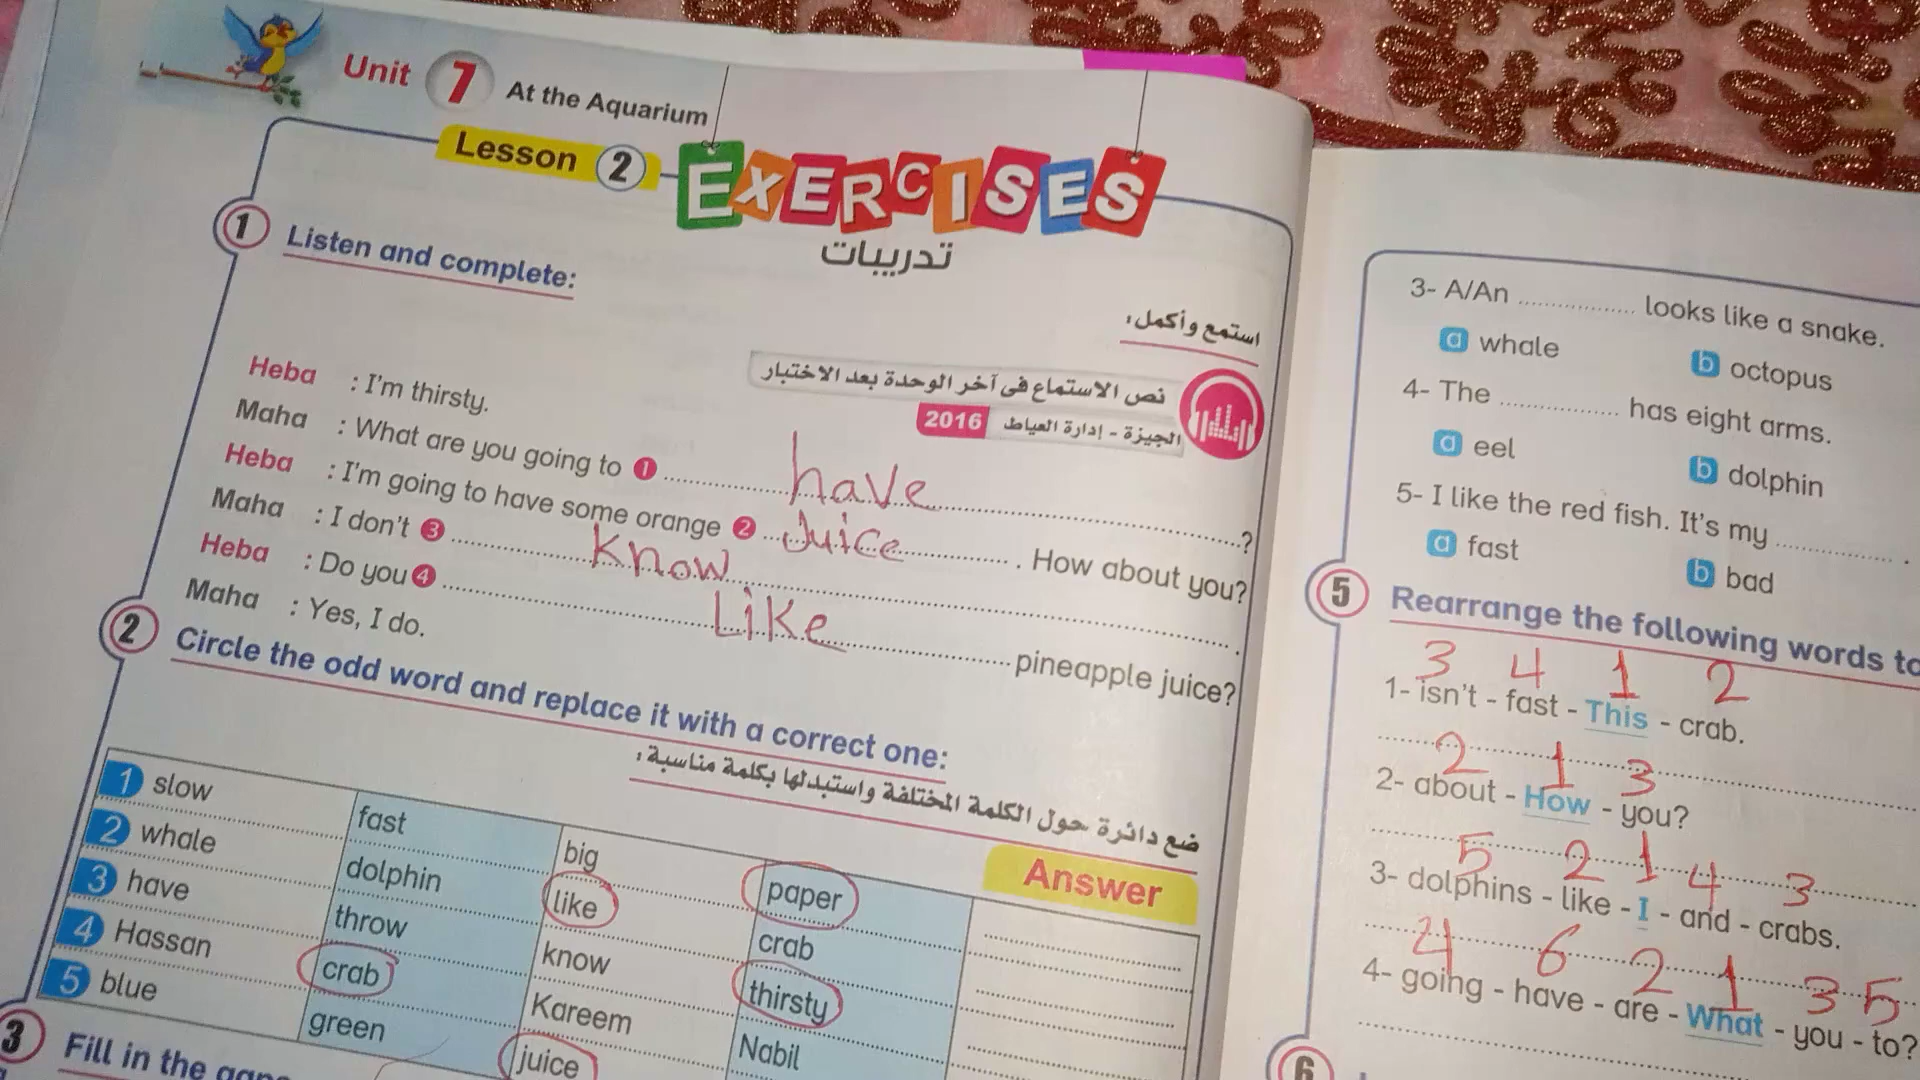 Unit 7 At the Aquarium
Lesson 2 EXERCISES
تدريبات
1 Listen and complete:
استمع وأكمل:
نص الاستماع فى آخر الوحدة بعد الاختبار
الجيزة - إدارة العياط 2016
Heba : I'm thirsty.
Maha : What are you going to 1 have ?
Heba : I'm going to have some orange 2 Juice . How about you?
Maha : I don't 3 know .
Heba : Do you 4 Like pineapple juice?
Maha : Yes, I do.
2 Circle the odd word and replace it with a correct one:
ضع دائرة حول الكلمة المختلفة واستبدلها بكلمة مناسبة:
Answer
1 slow fast big paper
2 whale dolphin like crab
3 have throw know thirsty
4 Hassan crab Kareem Nabil
5 blue green juice
3 Fill in the
3- A/An ............ looks like a snake.
a whale b octopus
4- The ............ has eight arms.
a eel b dolphin
5- I like the red fish. It's my ............ .
a fast b bad
5 Rearrange the following words to
3 4 1 2
1- isn't - fast - This - crab.
2 1 3
2- about - How - you?
5 2 1 4 3
3- dolphins - like - I - and - crabs.
4 6 2 1 3 5
4- going - have - are - What - you - to?
6